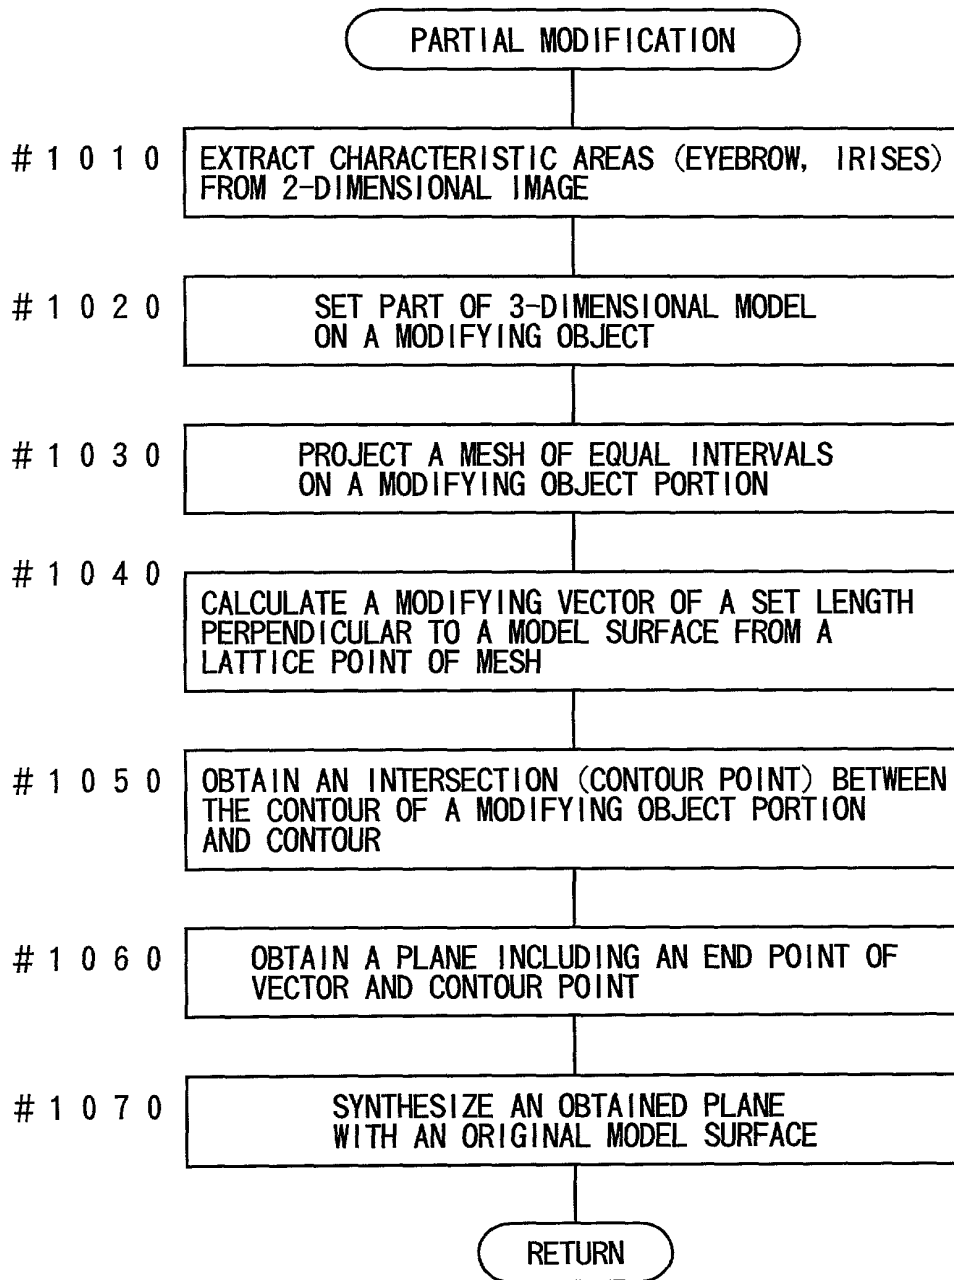 PARTIAL MODIFICATION
#1010
EXTRACT CHARACTERISTIC AREAS (EYEBROW, IRISES)
FROM 2-DIMENSIONAL IMAGE
#1020
SET PART OF 3-DIMENSIONAL MODEL
ON A MODIFYING OBJECT
#1030
PROJECT A MESH OF EQUAL INTERVALS
ON A MODIFYING OBJECT PORTION
#1040
CALCULATE A MODIFYING VECTOR OF A SET LENGTH
PERPENDICULAR TO A MODEL SURFACE FROM A
LATTICE POINT OF MESH
#1050
OBTAIN AN INTERSECTION (CONTOUR POINT) BETWEEN
THE CONTOUR OF A MODIFYING OBJECT PORTION
AND CONTOUR
#1060
OBTAIN A PLANE INCLUDING AN END POINT OF
VECTOR AND CONTOUR POINT
#1070
SYNTHESIZE AN OBTAINED PLANE
WITH AN ORIGINAL MODEL SURFACE
RETURN